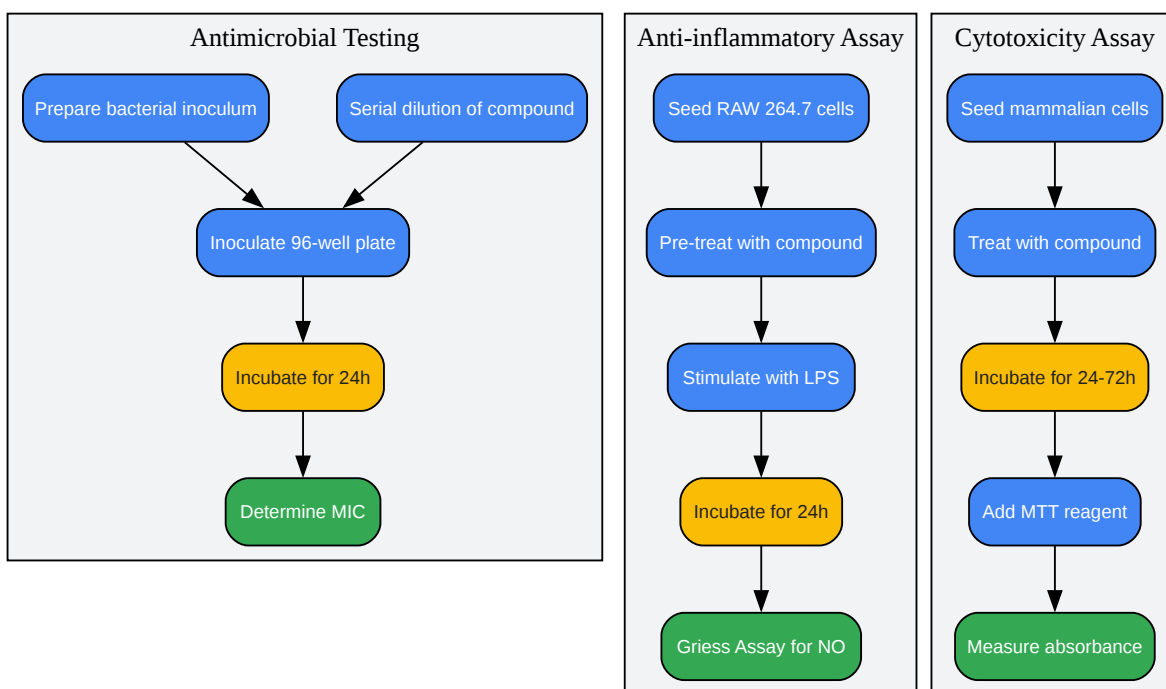 Antimicrobial Testing
Prepare bacterial inoculum
Serial dilution of compound
Inoculate 96-well plate
Incubate for 24h
Determine MIC
Anti-inflammatory Assay
Seed RAW 264.7 cells
Pre-treat with compound
Stimulate with LPS
Incubate for 24h
Griess Assay for NO
Cytotoxicity Assay
Seed mammalian cells
Treat with compound
Incubate for 24-72h
Add MTT reagent
Measure absorbance